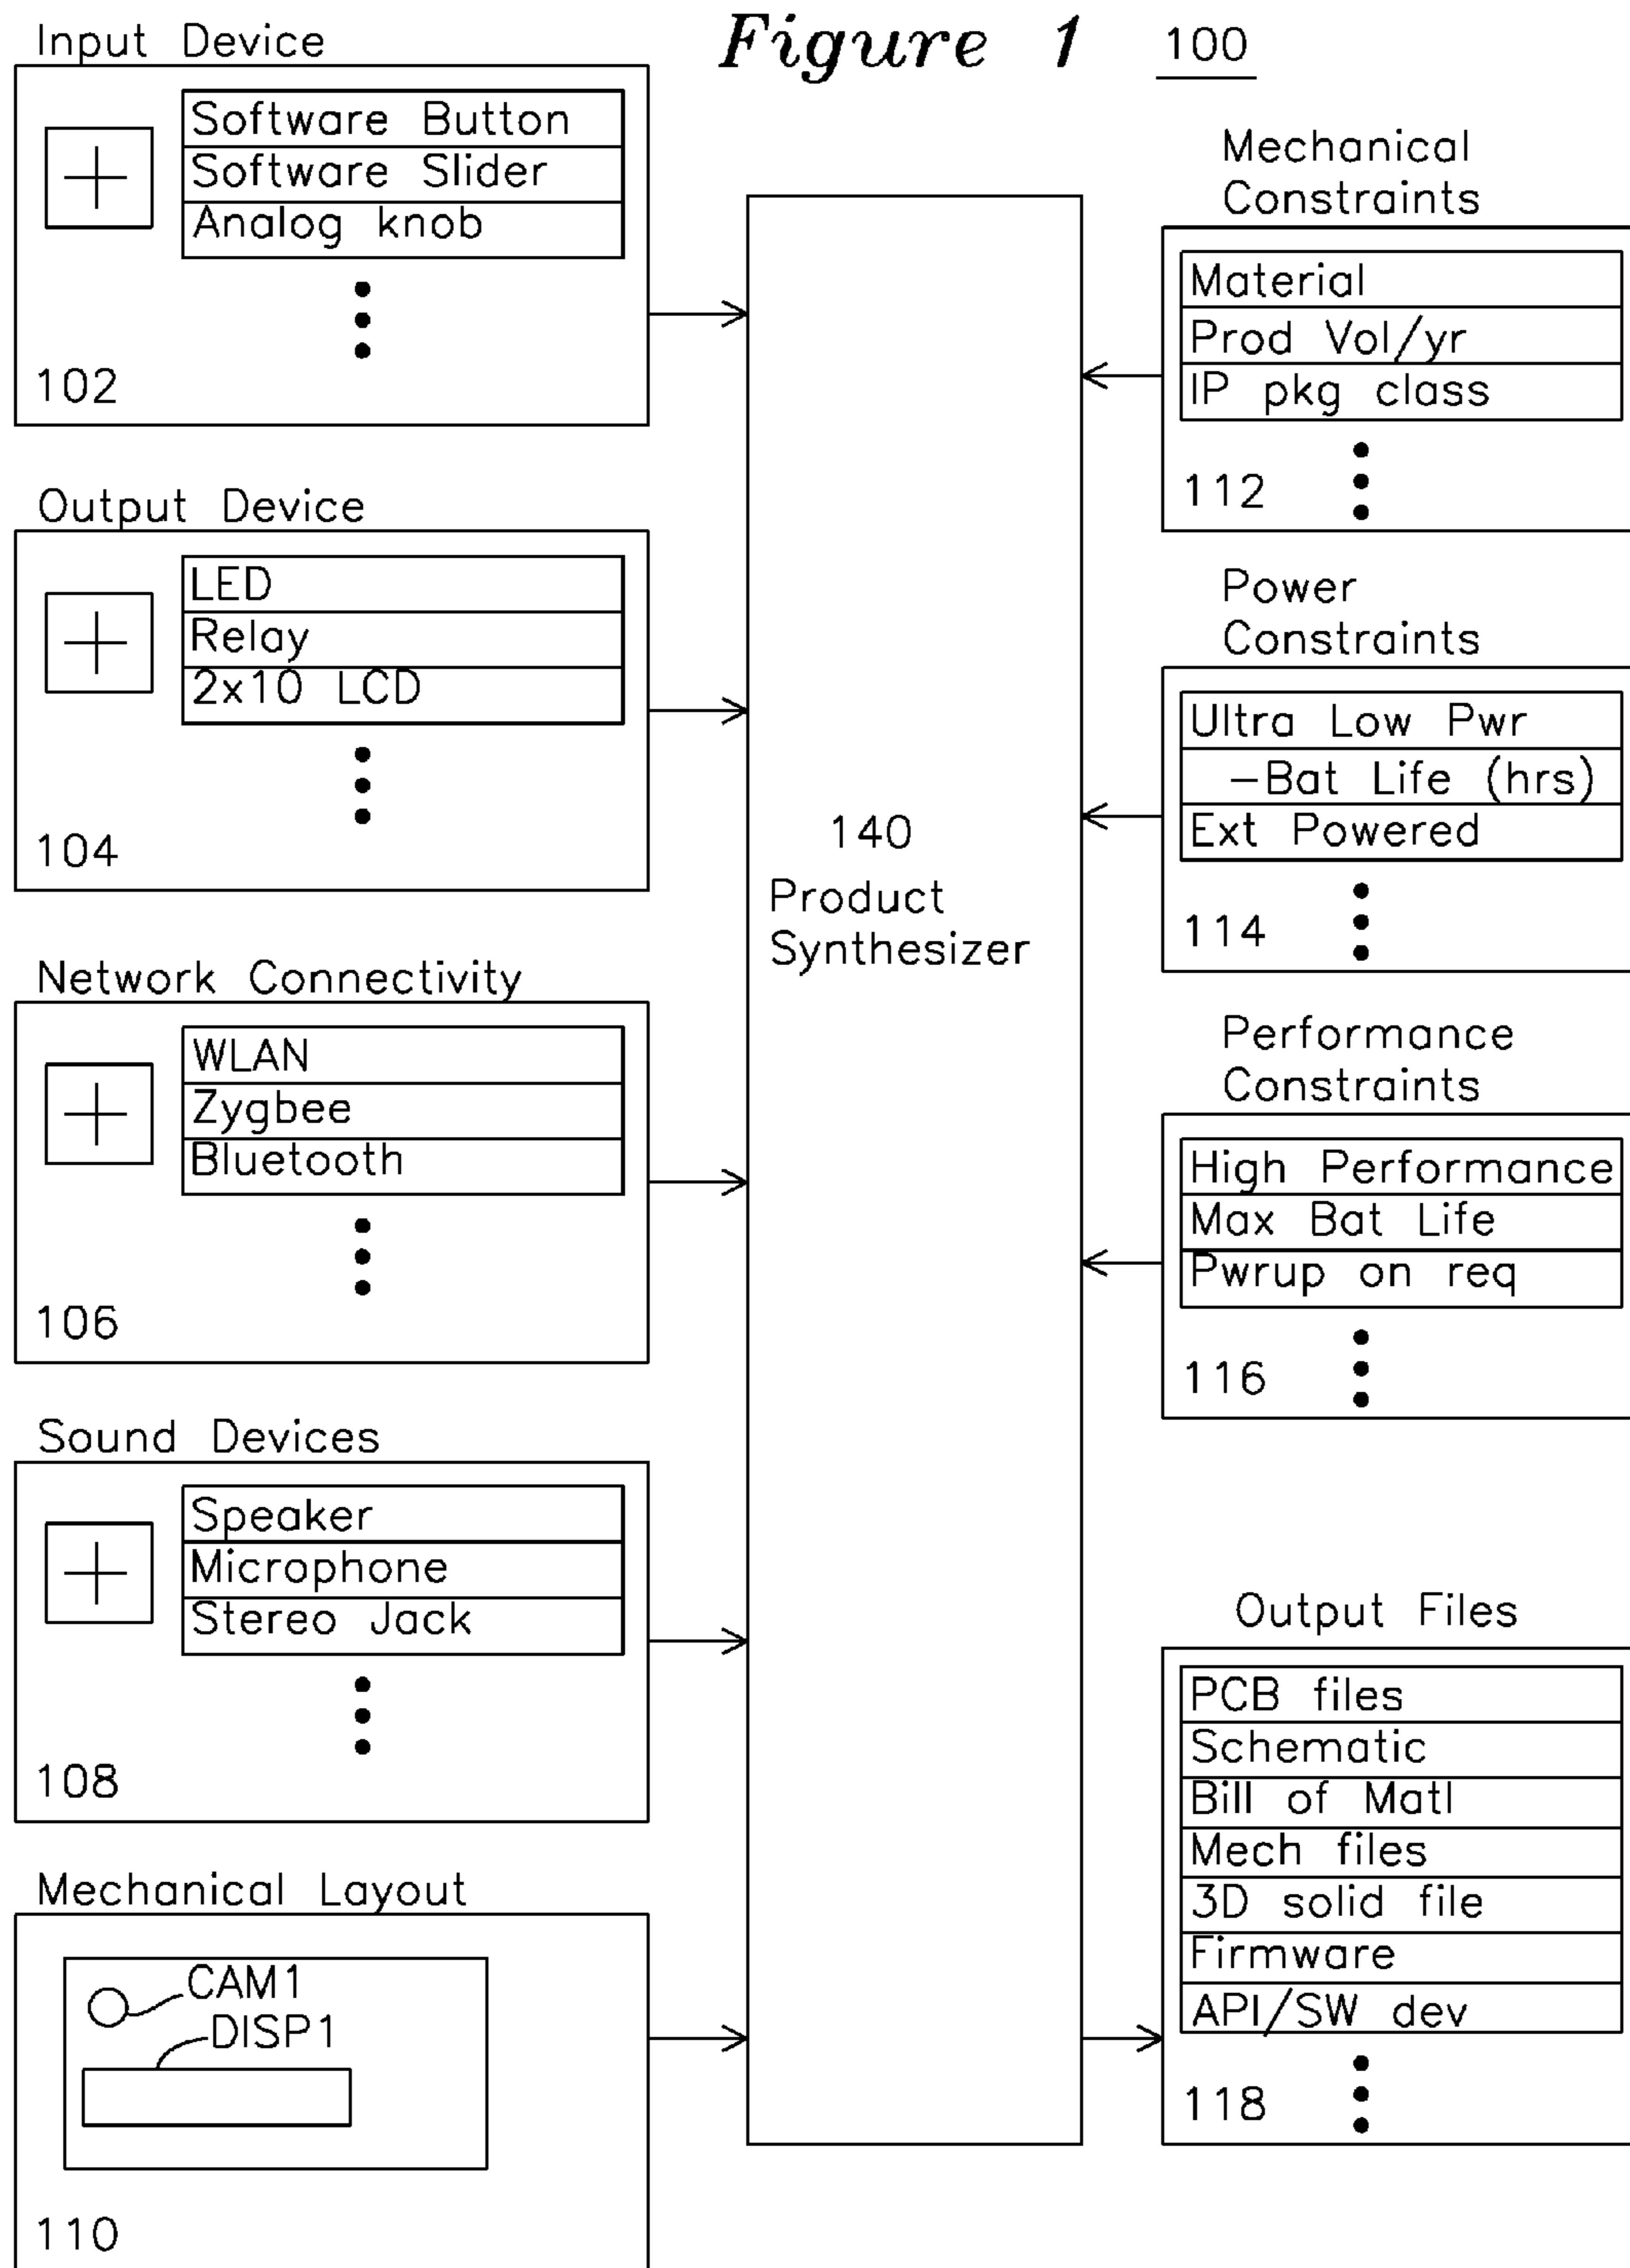 Figure 1 100
Input Device
Software Button
Software Slider
Analog knob
102
Output Device
LED
Relay
2x10 LCD
104
Network Connectivity
WLAN
Zygbee
Bluetooth
106
Sound Devices
Speaker
Microphone
Stereo Jack
108
Mechanical Layout
CAM1
DISP1
110
140
Product
Synthesizer
Mechanical
Constraints
Material
Prod Vol/yr
IP pkg class
112
Power
Constraints
Ultra Low Pwr
-Bat Life (hrs)
Ext Powered
114
Performance
Constraints
High Performance
Max Bat Life
Pwrup on req
116
Output Files
PCB files
Schematic
Bill of Matl
Mech files
3D solid file
Firmware
API/SW dev
118